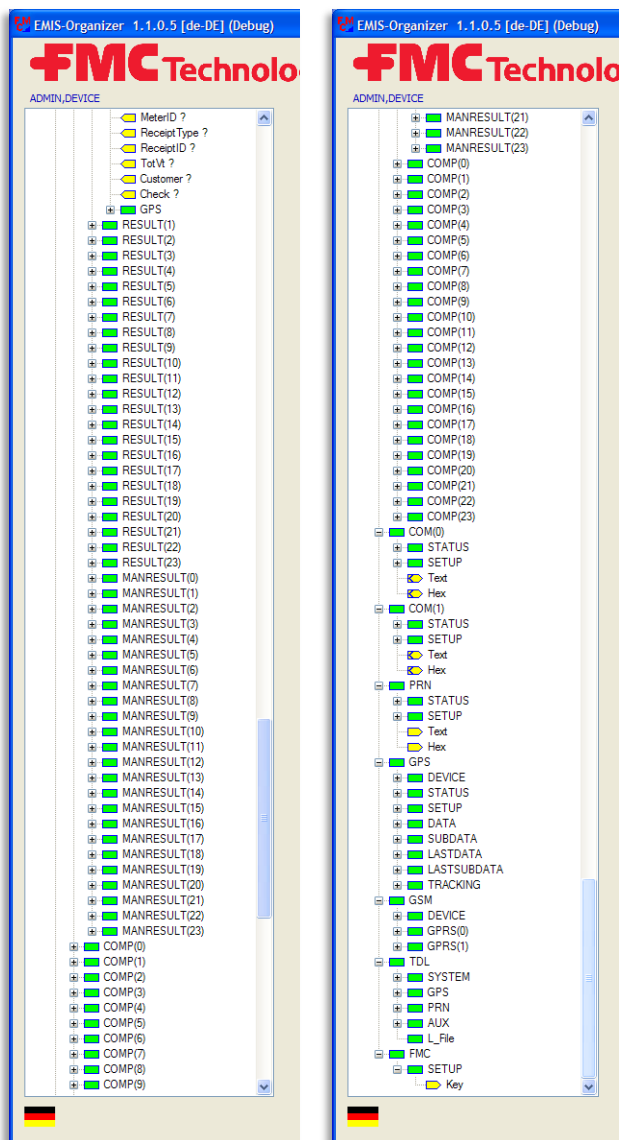 EMIS-Organizer 1.1.0.5 [de-DE] (Debug)
FMC Technolo
ADMIN,DEVICE
MeterID ?
ReceiptType ?
ReceiptID ?
TotVt ?
Customer ?
Check ?
GPS
RESULT(1)
RESULT(2)
RESULT(3)
RESULT(4)
RESULT(5)
RESULT(6)
RESULT(7)
RESULT(8)
RESULT(9)
RESULT(10)
RESULT(11)
RESULT(12)
RESULT(13)
RESULT(14)
RESULT(15)
RESULT(16)
RESULT(17)
RESULT(18)
RESULT(19)
RESULT(20)
RESULT(21)
RESULT(22)
RESULT(23)
MANRESULT(0)
MANRESULT(1)
MANRESULT(2)
MANRESULT(3)
MANRESULT(4)
MANRESULT(5)
MANRESULT(6)
MANRESULT(7)
MANRESULT(8)
MANRESULT(9)
MANRESULT(10)
MANRESULT(11)
MANRESULT(12)
MANRESULT(13)
MANRESULT(14)
MANRESULT(15)
MANRESULT(16)
MANRESULT(17)
MANRESULT(18)
MANRESULT(19)
MANRESULT(20)
MANRESULT(21)
MANRESULT(22)
MANRESULT(23)
COMP(0)
COMP(1)
COMP(2)
COMP(3)
COMP(4)
COMP(5)
COMP(6)
COMP(7)
COMP(8)
COMP(9)
EMIS-Organizer 1.1.0.5 [de-DE] (Debug)
FMC Technolo
ADMIN,DEVICE
MANRESULT(21)
MANRESULT(22)
MANRESULT(23)
COMP(0)
COMP(1)
COMP(2)
COMP(3)
COMP(4)
COMP(5)
COMP(6)
COMP(7)
COMP(8)
COMP(9)
COMP(10)
COMP(11)
COMP(12)
COMP(13)
COMP(14)
COMP(15)
COMP(16)
COMP(17)
COMP(18)
COMP(19)
COMP(20)
COMP(21)
COMP(22)
COMP(23)
COM(0)
STATUS
SETUP
Text
Hex
COM(1)
STATUS
SETUP
Text
Hex
PRN
STATUS
SETUP
Text
Hex
GPS
DEVICE
STATUS
SETUP
DATA
SUBDATA
LASTDATA
LASTSUBDATA
TRACKING
GSM
DEVICE
GPRS(0)
GPRS(1)
TDL
SYSTEM
GPS
PRN
AUX
L_File
FMC
SETUP
Key